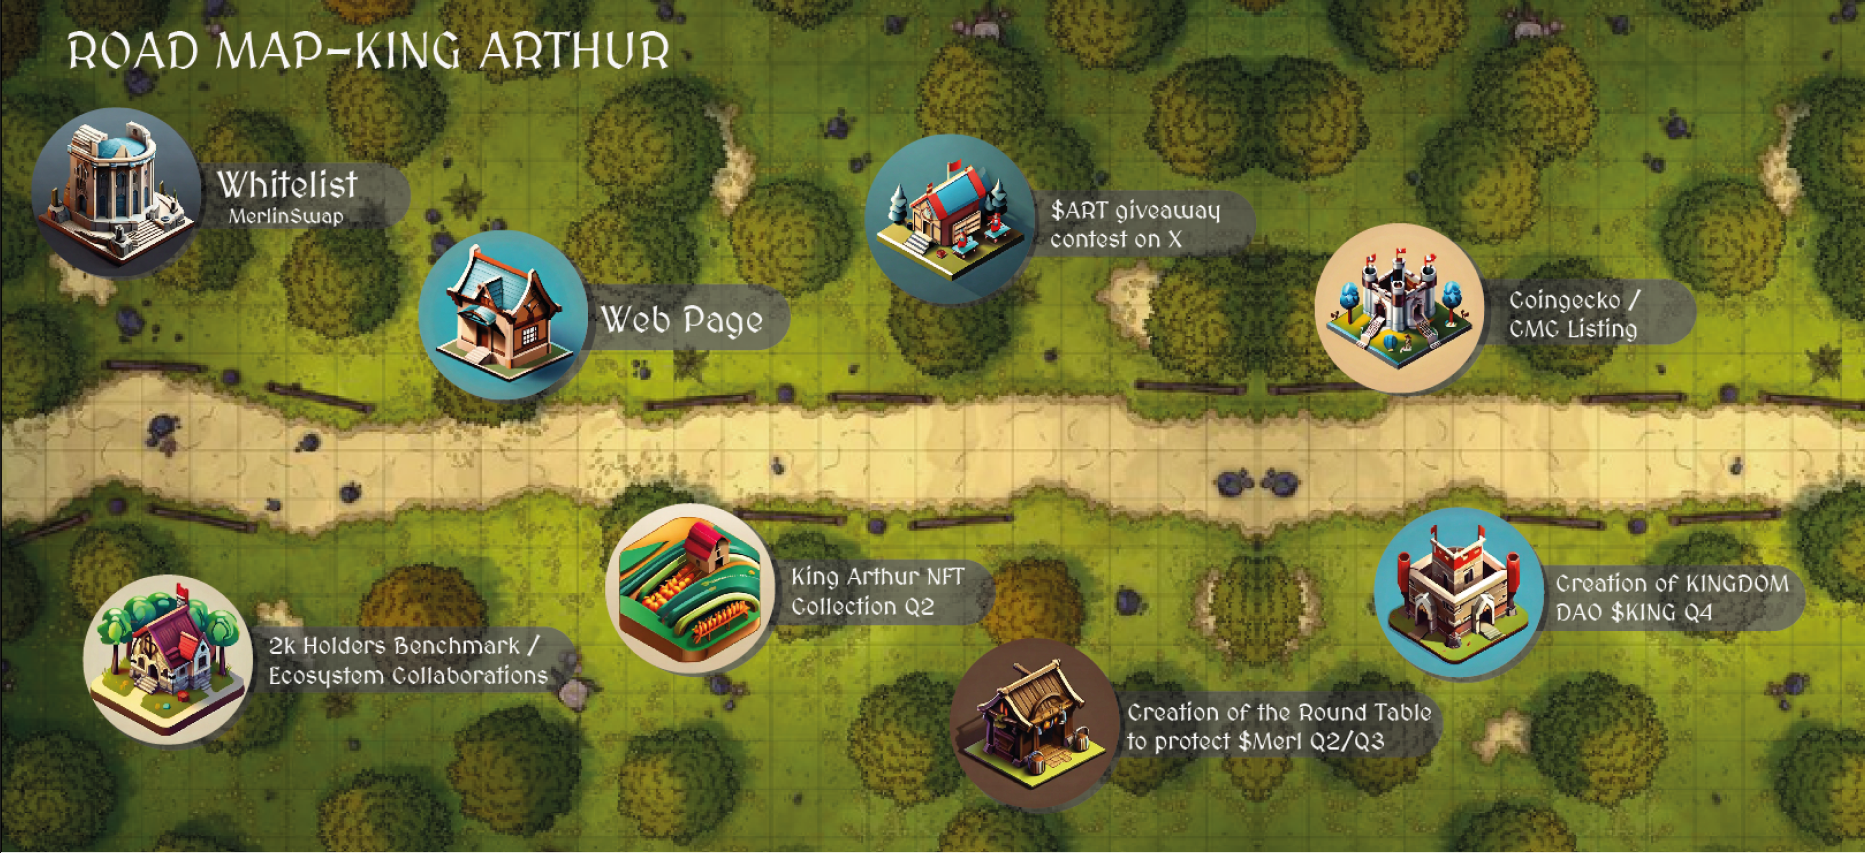 ROAD MAP-KING ARTHUR
Whitelist
MerlinSwap
Web Page
$ART giveaway
contest on X
Coingecko /
CMC Listing
2k Holders Benchmark /
Ecosystem Collaborations
King Arthur NFT
Collection Q2
Creation of the Round Table
to protect $Merl Q2/Q3
Creation of KINGDOM
DAO $KING Q4